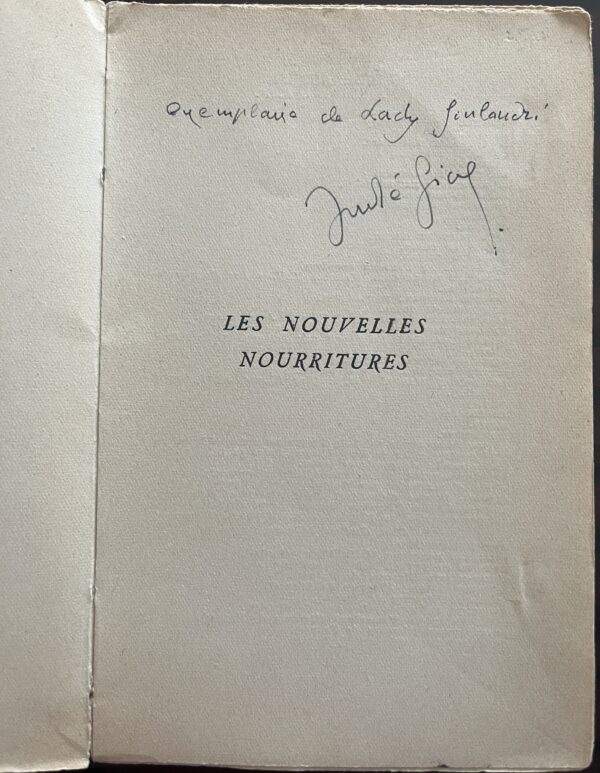 exemplaire de Lady
André Gide
LES NOUVELLES
NOURRITURES